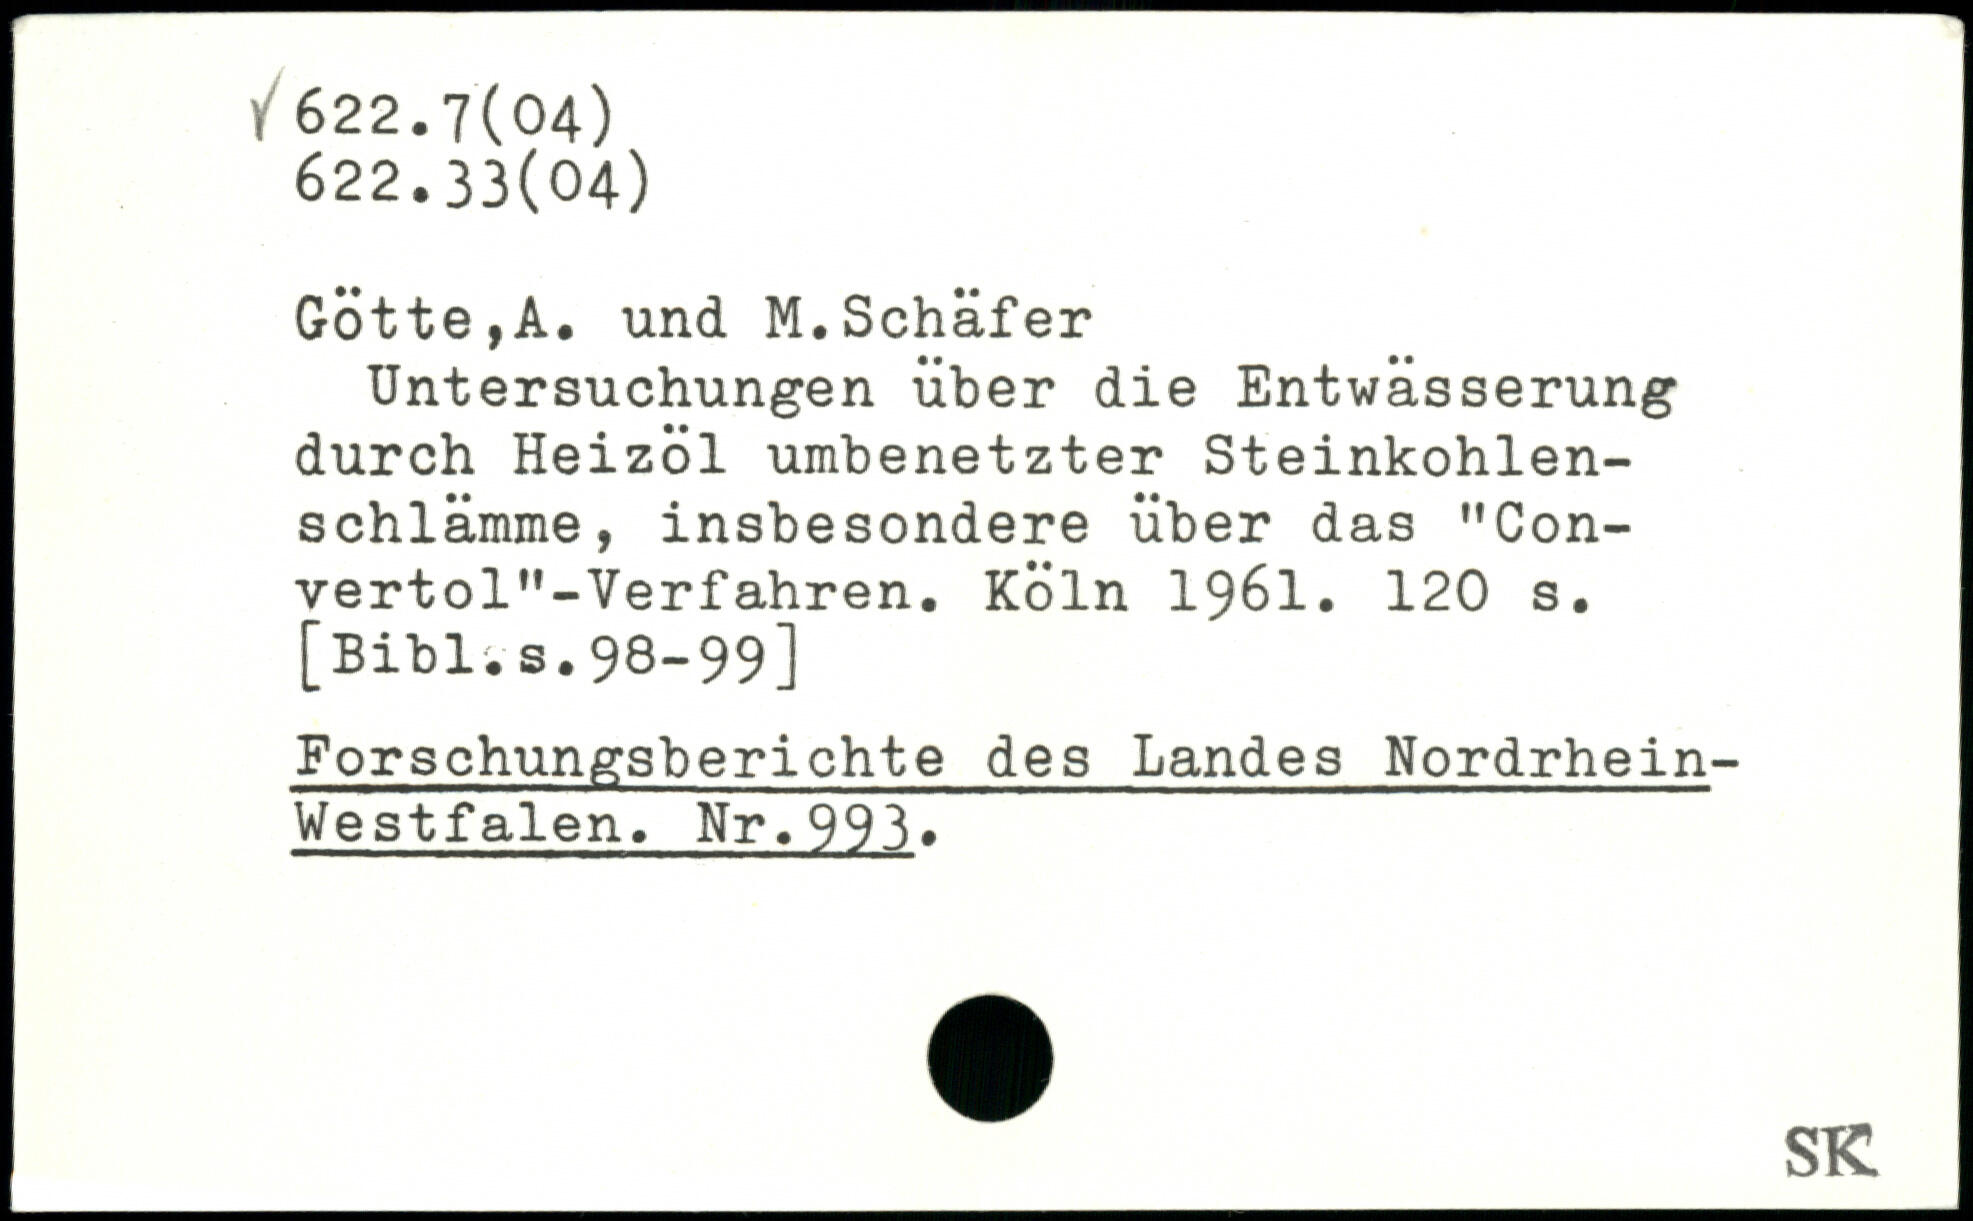 622.7(04)
622.33(04)
Götte,A. und M.Schäfer
Untersuchungen über die Entwässerung
durch Heizöl umbenetzter Steinkohlen-
schlämme, insbesondere über das "Con-
vertol"-Verfahren. Köln 1961. 120 s.
[Bibl.s.98-99]
Forschungsberichte des Landes Nordrhein-
Westfalen. Nr.993.
SK